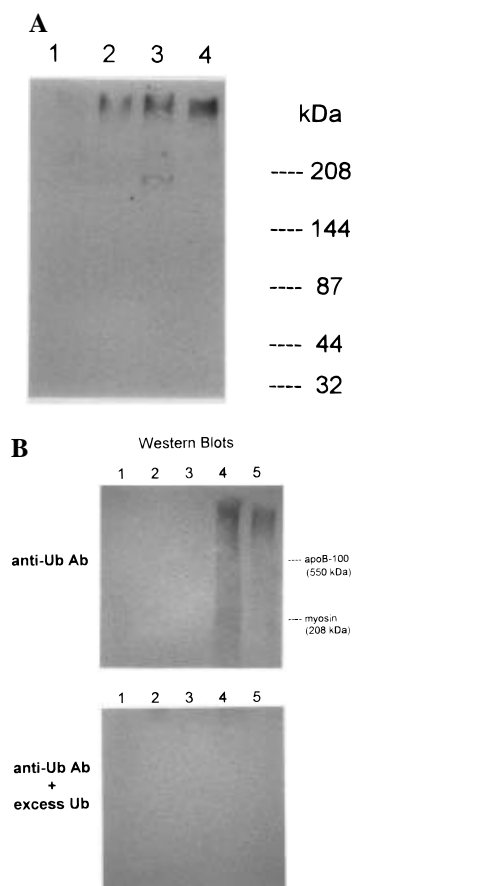 A
1 2 3 4
kDa
---- 208
---- 144
---- 87
---- 44
---- 32
B
Western Blots
1 2 3 4 5
anti-Ub Ab
---- apoB-100
(550 kDa)
---- myosin
(208 kDa)
1 2 3 4 5
anti-Ub Ab
+
excess Ub